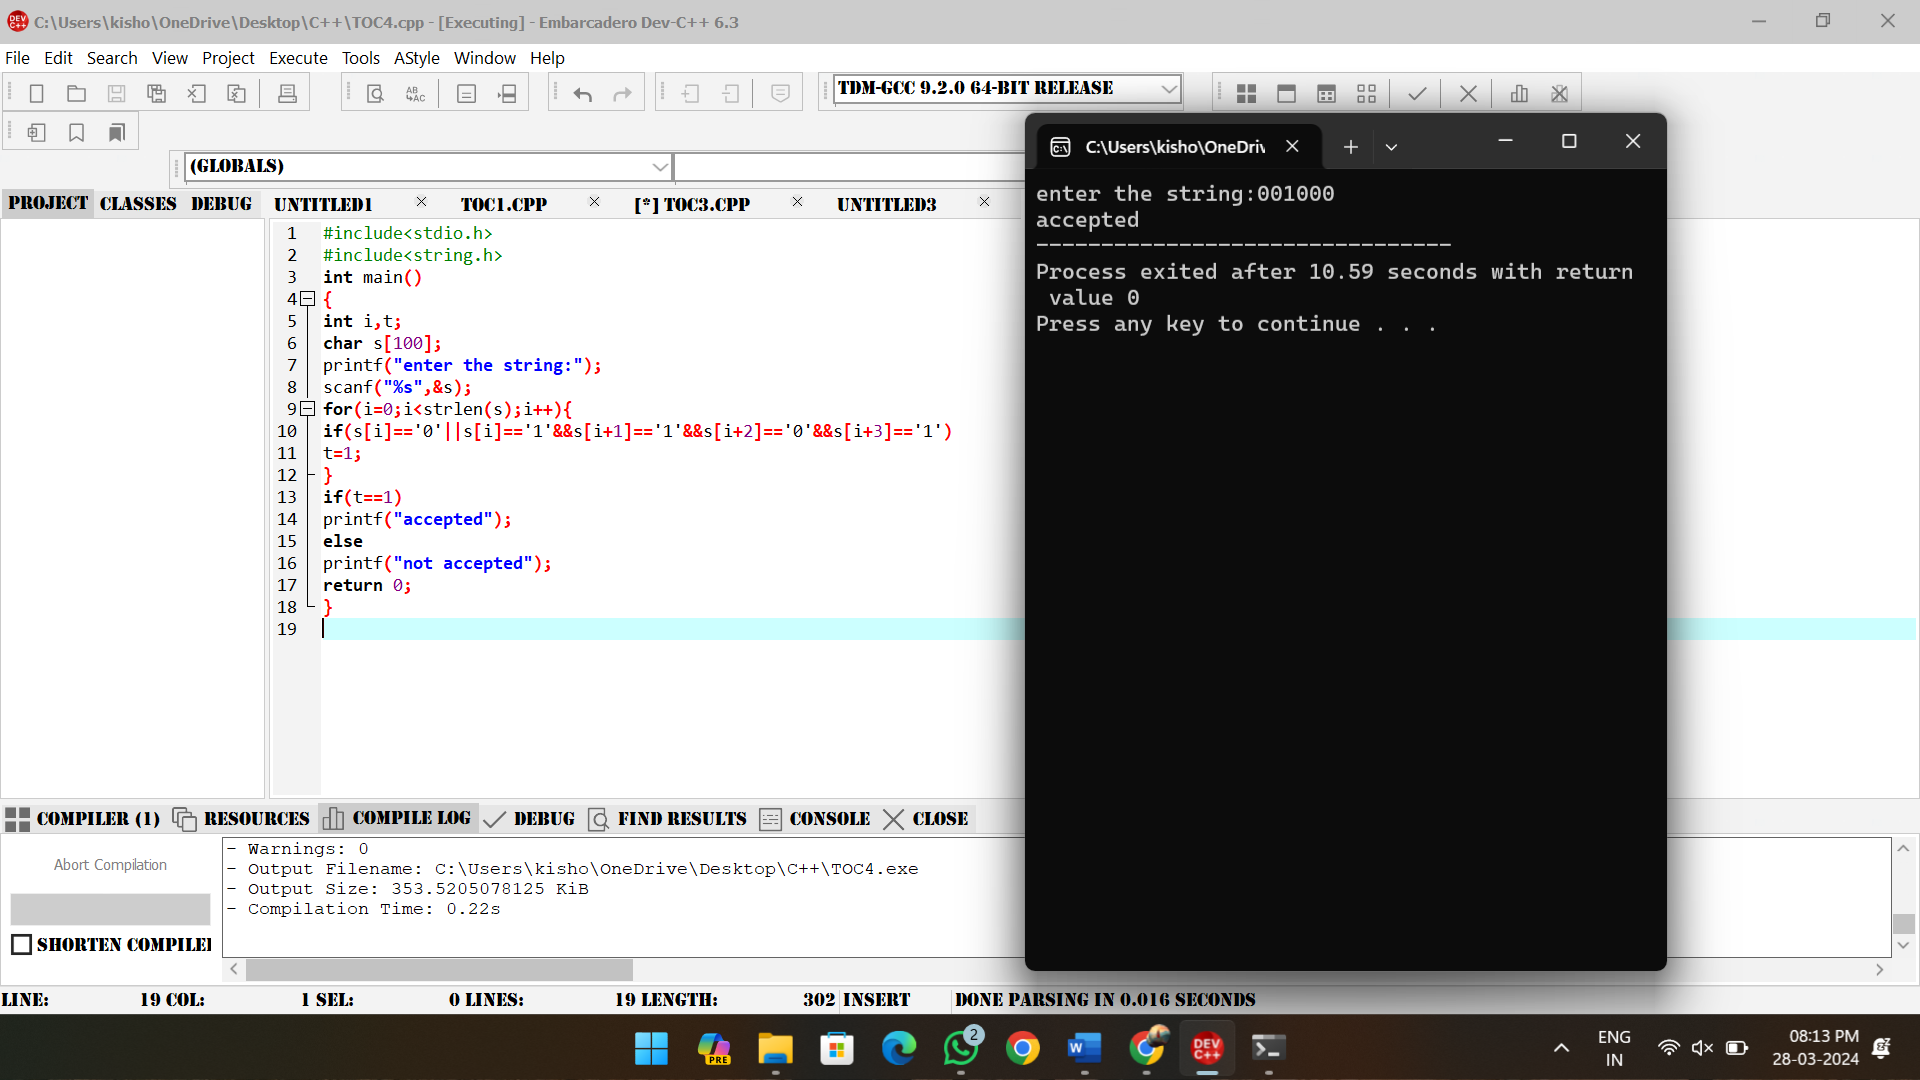 C:\Users\kisho\OneDrive\Desktop\C++\TOC4.cpp - [Executing] - Embarcadero Dev-C++ 6.3
File Edit Search View Project Execute Tools AStyle Window Help
TDM-GCC 9.2.0 64-BIT RELEASE
(GLOBALS)
PROJECT CLASSES DEBUG
UNTITLED1 TOC1.CPP [*] TOC3.CPP UNTITLED3
1 #include<stdio.h>
2 #include<string.h>
3 int main()
4 {
5 int i,t;
6 char s[100];
7 printf("enter the string:");
8 scanf("%s",&s);
9 for(i=0;i<strlen(s);i++){
10 if(s[i]=='0'||s[i]=='1'&&s[i+1]=='1'&&s[i+2]=='0'&&s[i+3]=='1')
11 t=1;
12 }
13 if(t==1)
14 printf("accepted");
15 else
16 printf("not accepted");
17 return 0;
18 }
19
C:\Users\kisho\OneDriv
enter the string:001000
accepted
--------------------------------
Process exited after 10.59 seconds with return
value 0
Press any key to continue . . .
COMPILER (1) RESOURCES COMPILE LOG DEBUG FIND RESULTS CONSOLE CLOSE
Abort Compilation
SHORTEN COMPILER
- Warnings: 0
- Output Filename: C:\Users\kisho\OneDrive\Desktop\C++\TOC4.exe
- Output Size: 353.5205078125 KiB
- Compilation Time: 0.22s
LINE: 19 COL: 1 SEL: 0 LINES: 19 LENGTH: 302 INSERT DONE PARSING IN 0.016 SECONDS
PRE
2
W
DEV C++
ENG
IN
08:13 PM
28-03-2024